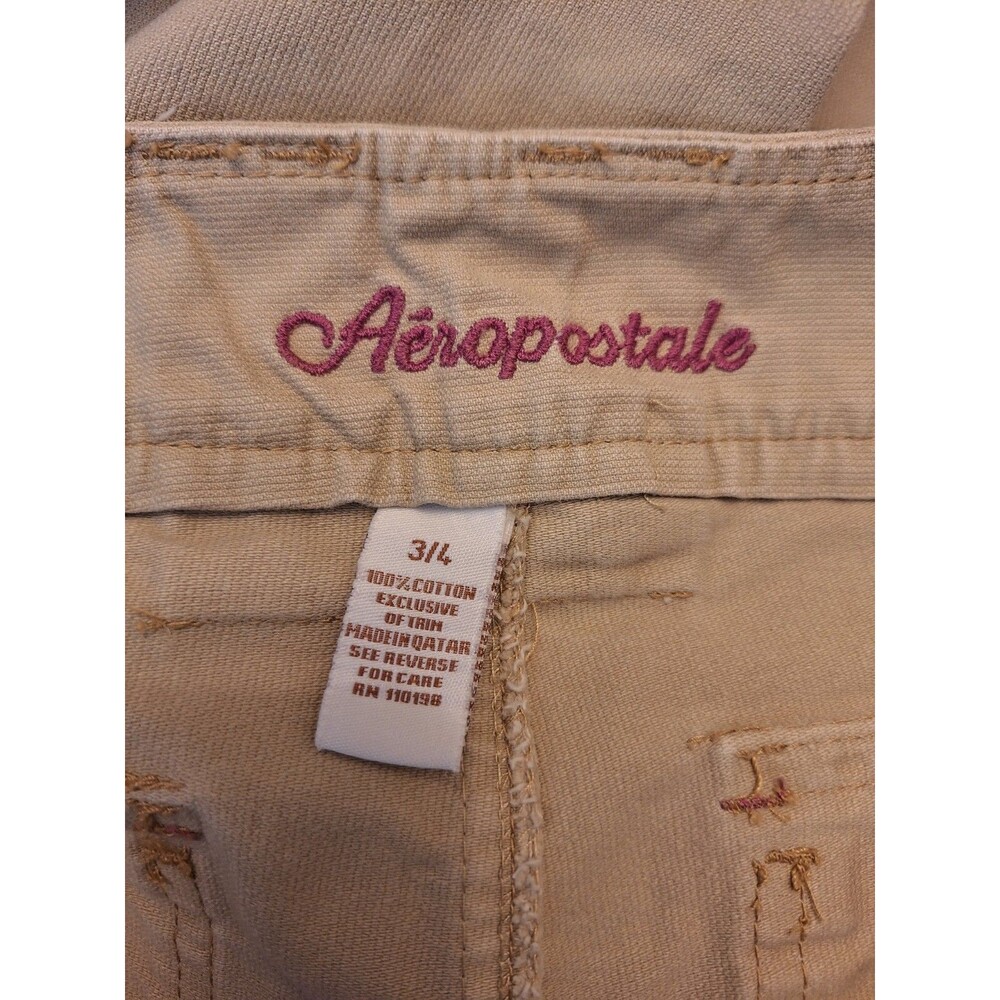 Aéropostale
3/4
100% COTTON
EXCLUSIVE
OF TRIM
MADE IN QATAR
SEE REVERSE
FOR CARE
RN 110198